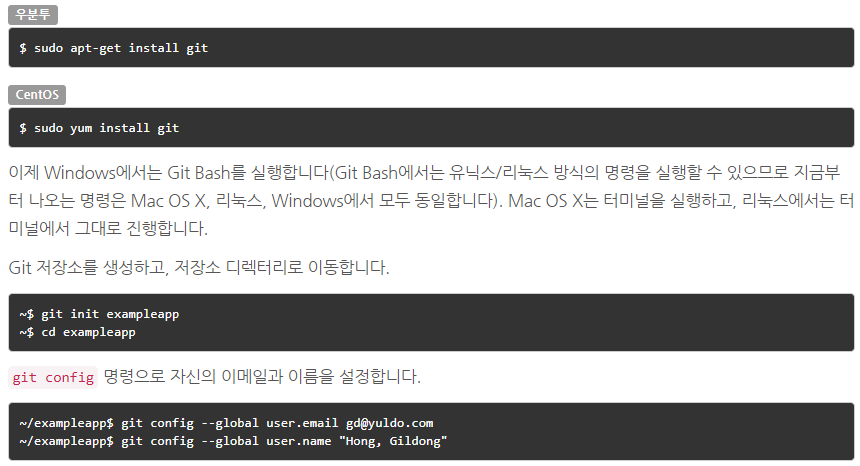 우분투
$ sudo apt-get install git
CentOS
$ sudo yum install git
이제 Windows에서는 Git Bash를 실행합니다(Git Bash에서는 유닉스/리눅스 방식의 명령을 실행할 수 있으므로 지금부
터 나오는 명령은 Mac OS X, 리눅스, Windows에서 모두 동일합니다). Mac OS X는 터미널을 실행하고, 리눅스에서는 터
미널에서 그대로 진행합니다.
Git 저장소를 생성하고, 저장소 디렉터리로 이동합니다.
~$ git init exampleapp
~$ cd exampleapp
git config 명령으로 자신의 이메일과 이름을 설정합니다.
~/exampleapp$ git config --global user.email gd@yuldo.com
~/exampleapp$ git config --global user.name "Hong, Gildong"